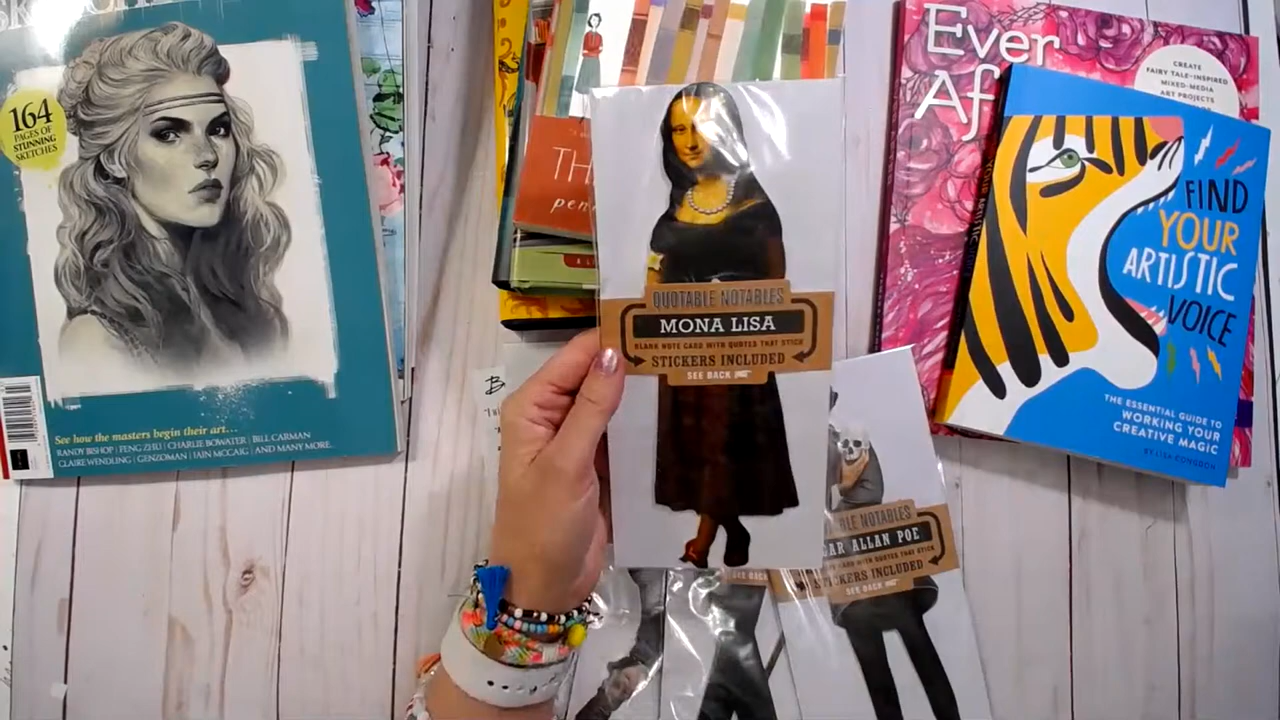 164
PAGES OF
STUNNING
SKETCHES
See how the masters begin their art...
RANDY BISHOP | FENG ZHU | CHARLIE BOWATER | BILL CARMAN
CLAIRE WENDLING | GENZOMAN | IAIN MCCAIG | AND MANY MORE...
TH
pen
QUOTABLE NOTABLES
MONA LISA
BLANK NOTE CARD WITH QUOTES THAT STICK
STICKERS INCLUDED
SEE BACK
BLE NOTABLES
AR ALLAN POE
CARD WITH QUOTES THAT STICK
STICKERS INCLUDED
SEE BACK
Ever
Af
CREATE
FAIRY TALE-INSPIRED
MIXED-MEDIA
ART PROJECTS
FIND
YOUR
ARTISTIC
VOICE
THE ESSENTIAL GUIDE TO
WORKING YOUR
CREATIVE MAGIC
BY LISA CONGDON